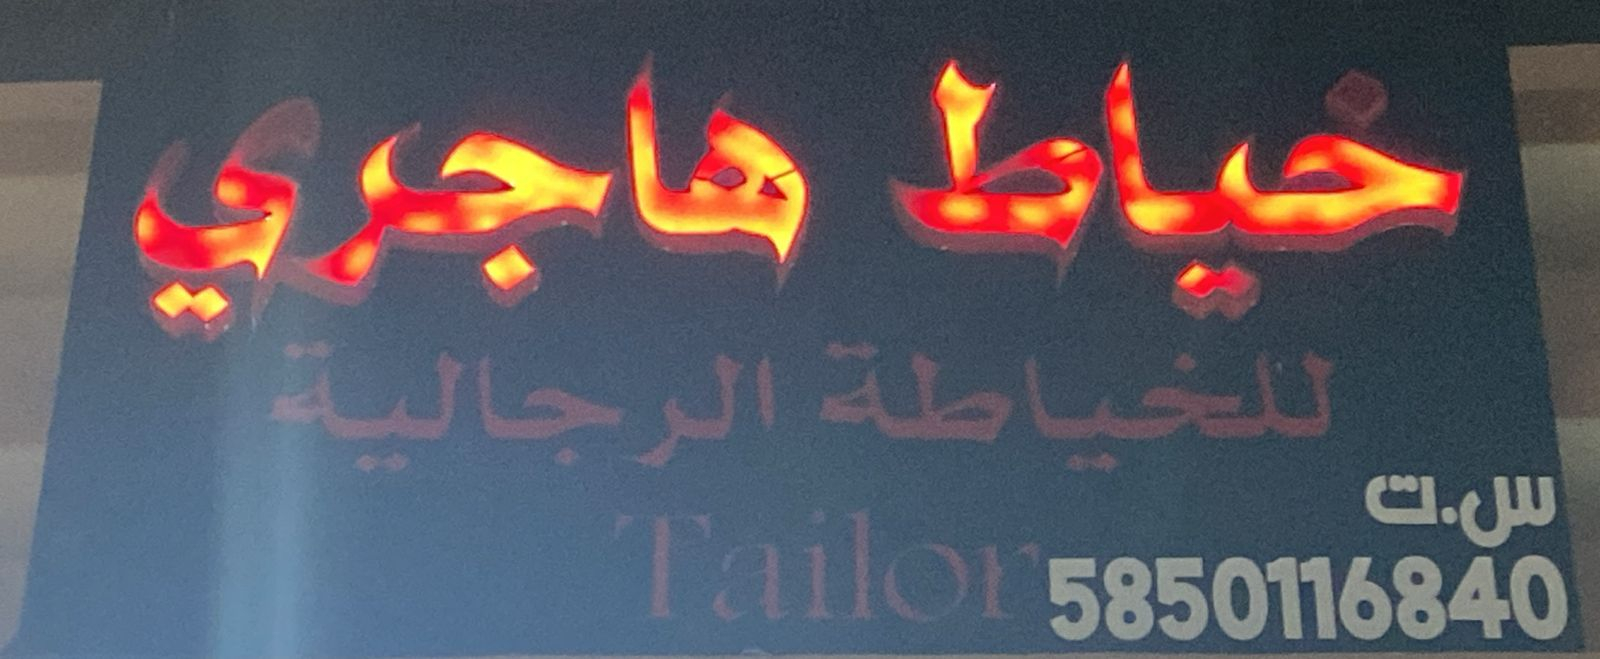 خياط هاجري
للخياطة الرجالية
Tailor
س.ت
5850116840